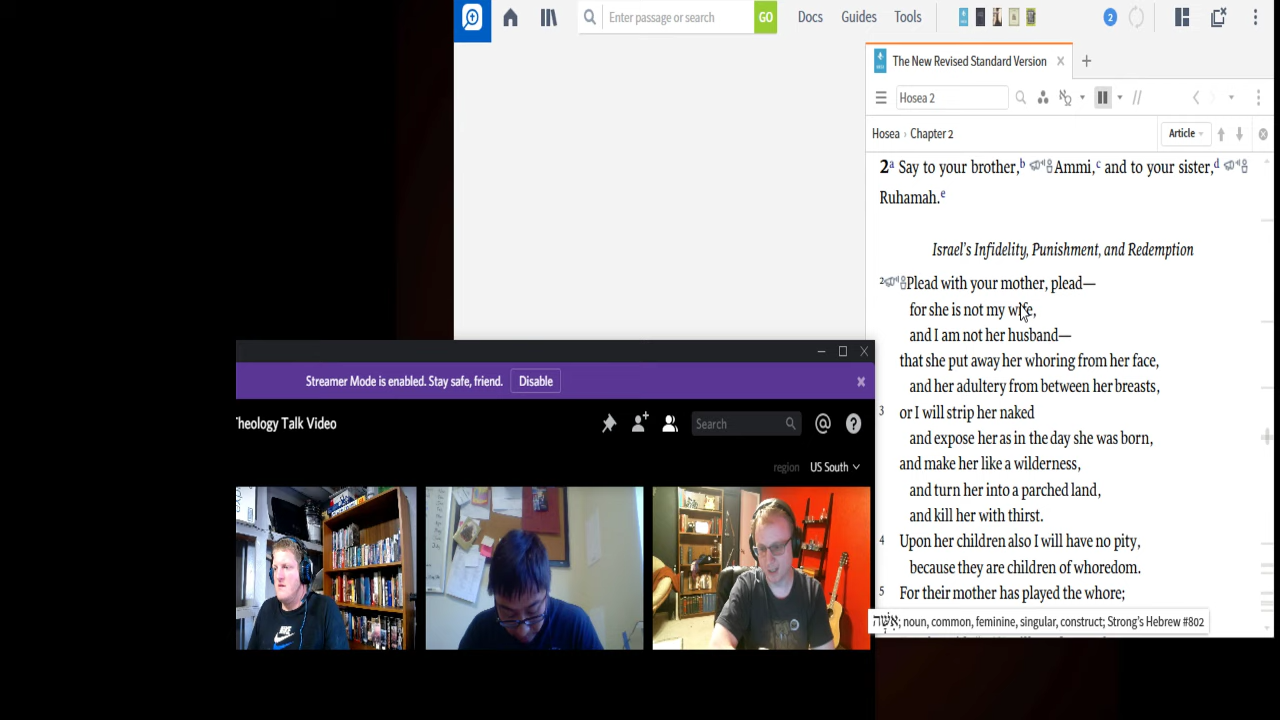 Enter passage or search
GO
Docs
Guides
Tools
2
The New Revised Standard Version
Hosea 2
Hosea › Chapter 2
Article
2a Say to your brother,b Ammi,c and to your sister,d
Ruhamah.e
Israel's Infidelity, Punishment, and Redemption
2 Plead with your mother, plead—
for she is not my wife,
and I am not her husband—
that she put away her whoring from her face,
and her adultery from between her breasts,
3 or I will strip her naked
and expose her as in the day she was born,
and make her like a wilderness,
and turn her into a parched land,
and kill her with thirst.
4 Upon her children also I will have no pity,
because they are children of whoredom.
5 For their mother has played the whore;
אִשָּׁה; noun, common, feminine, singular, construct; Strong's Hebrew #802
Streamer Mode is enabled. Stay safe, friend.
Disable
Theology Talk Video
Search
region
US South